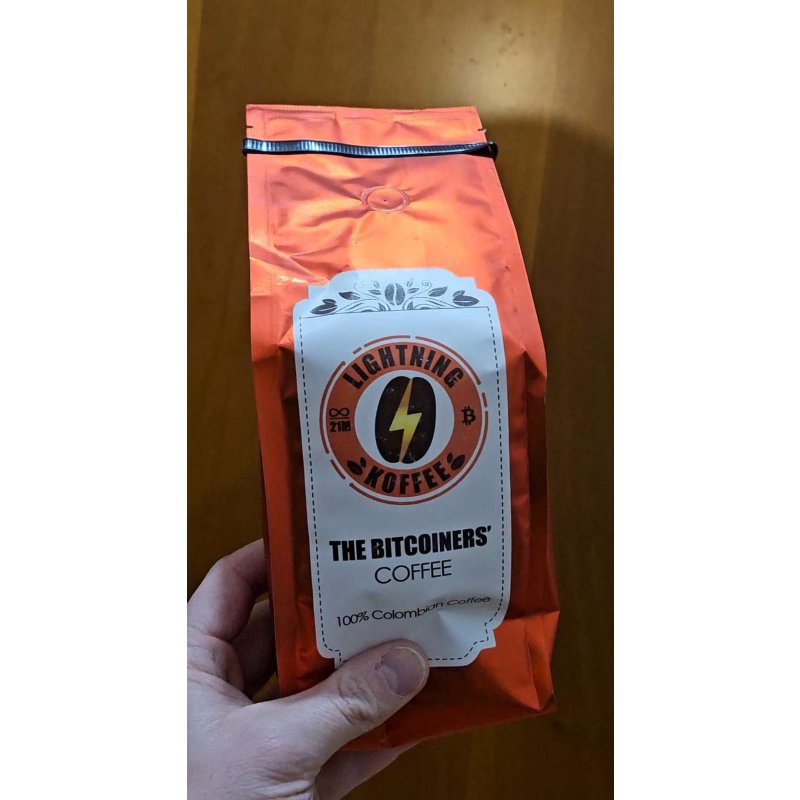 LIGHTNING
∞
21M
₿
KOFFEE
THE BITCOINERS'
COFFEE
100% Colombian Coffee